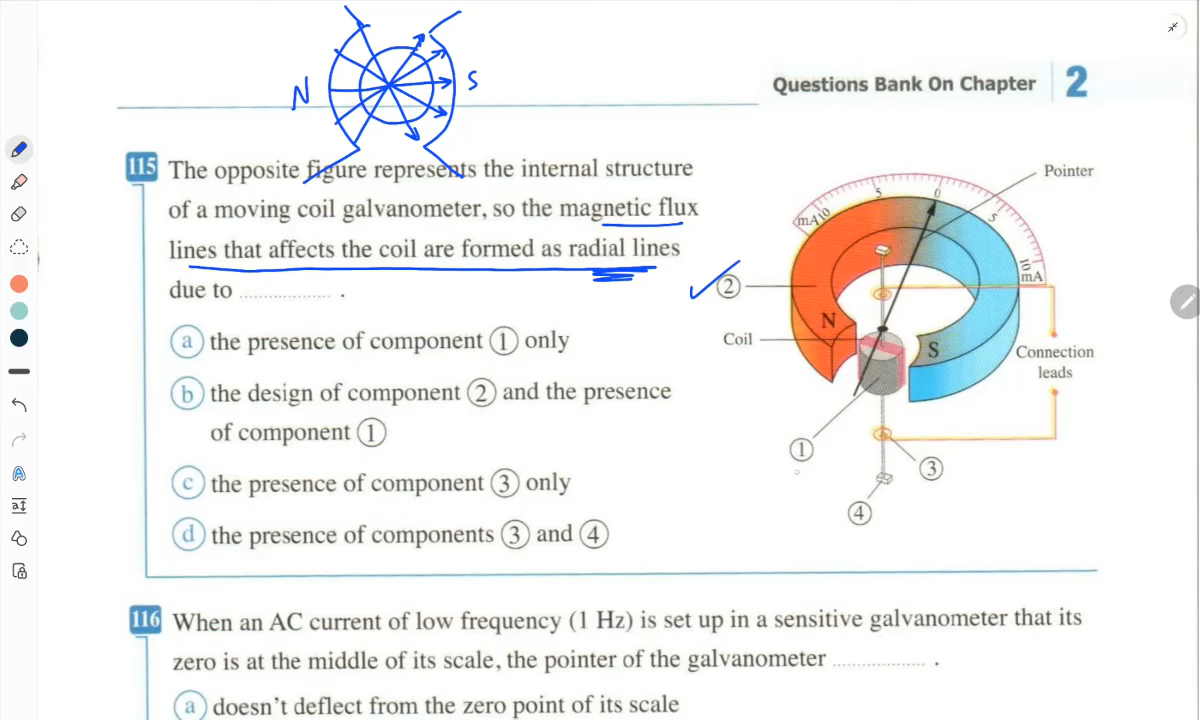 N
S
Questions Bank On Chapter 2
115 The opposite figure represents the internal structure
of a moving coil galvanometer, so the magnetic flux
lines that affects the coil are formed as radial lines
due to .................. .
a the presence of component ① only
b the design of component ② and the presence
of component ①
c the presence of component ③ only
d the presence of components ③ and ④
Pointer
mA 10 5 0 5 10 mA
②
N
Coil
S
Connection
leads
①
③
④
116 When an AC current of low frequency (1 Hz) is set up in a sensitive galvanometer that its
zero is at the middle of its scale, the pointer of the galvanometer .................. .
a doesn't deflect from the zero point of its scale